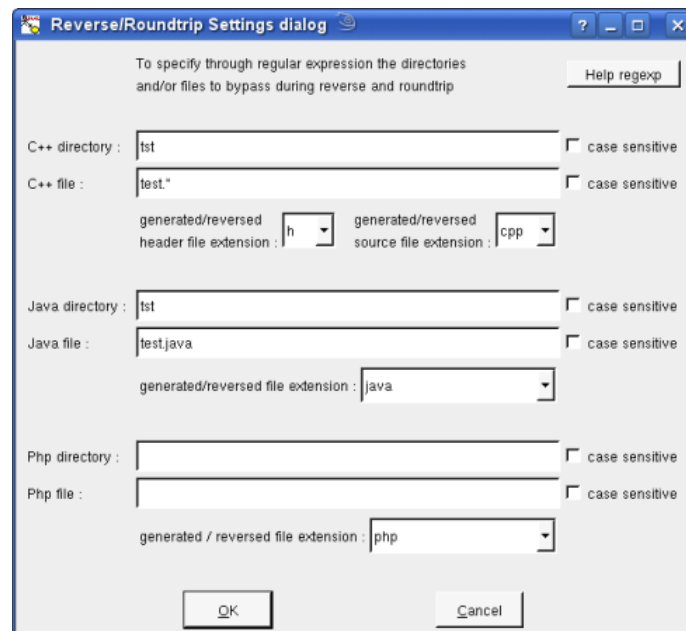 Reverse/Roundtrip Settings dialog
To specify through regular expression the directories
and/or files to bypass during reverse and roundtrip
Help regexp
C++ directory : tst case sensitive
C++ file : test.* case sensitive
generated/reversed header file extension : h generated/reversed source file extension : cpp
Java directory : tst case sensitive
Java file : test.java case sensitive
generated/reversed file extension : java
Php directory : case sensitive
Php file : case sensitive
generated / reversed file extension : php
OK Cancel